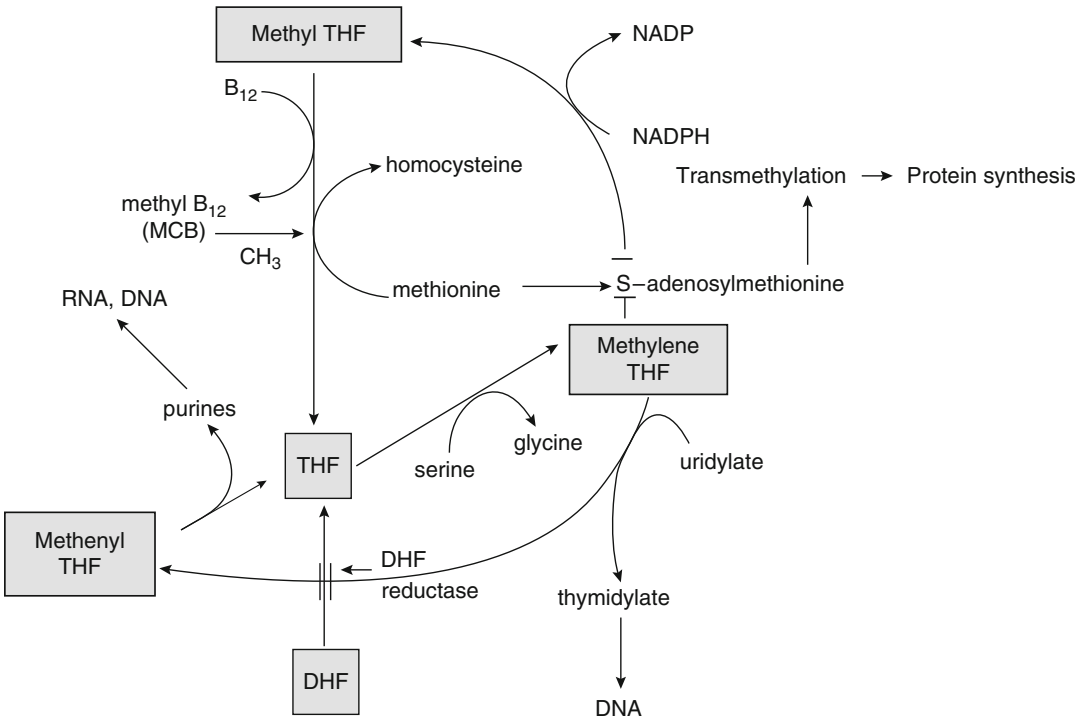 Methyl THF
NADP
B12
NADPH
homocysteine
Transmethylation
Protein synthesis
methyl B12
(MCB)
CH3
methionine
S–adenosylmethionine
RNA, DNA
Methylene
THF
purines
glycine
THF
serine
uridylate
Methenyl
THF
DHF
reductase
thymidylate
DHF
DNA